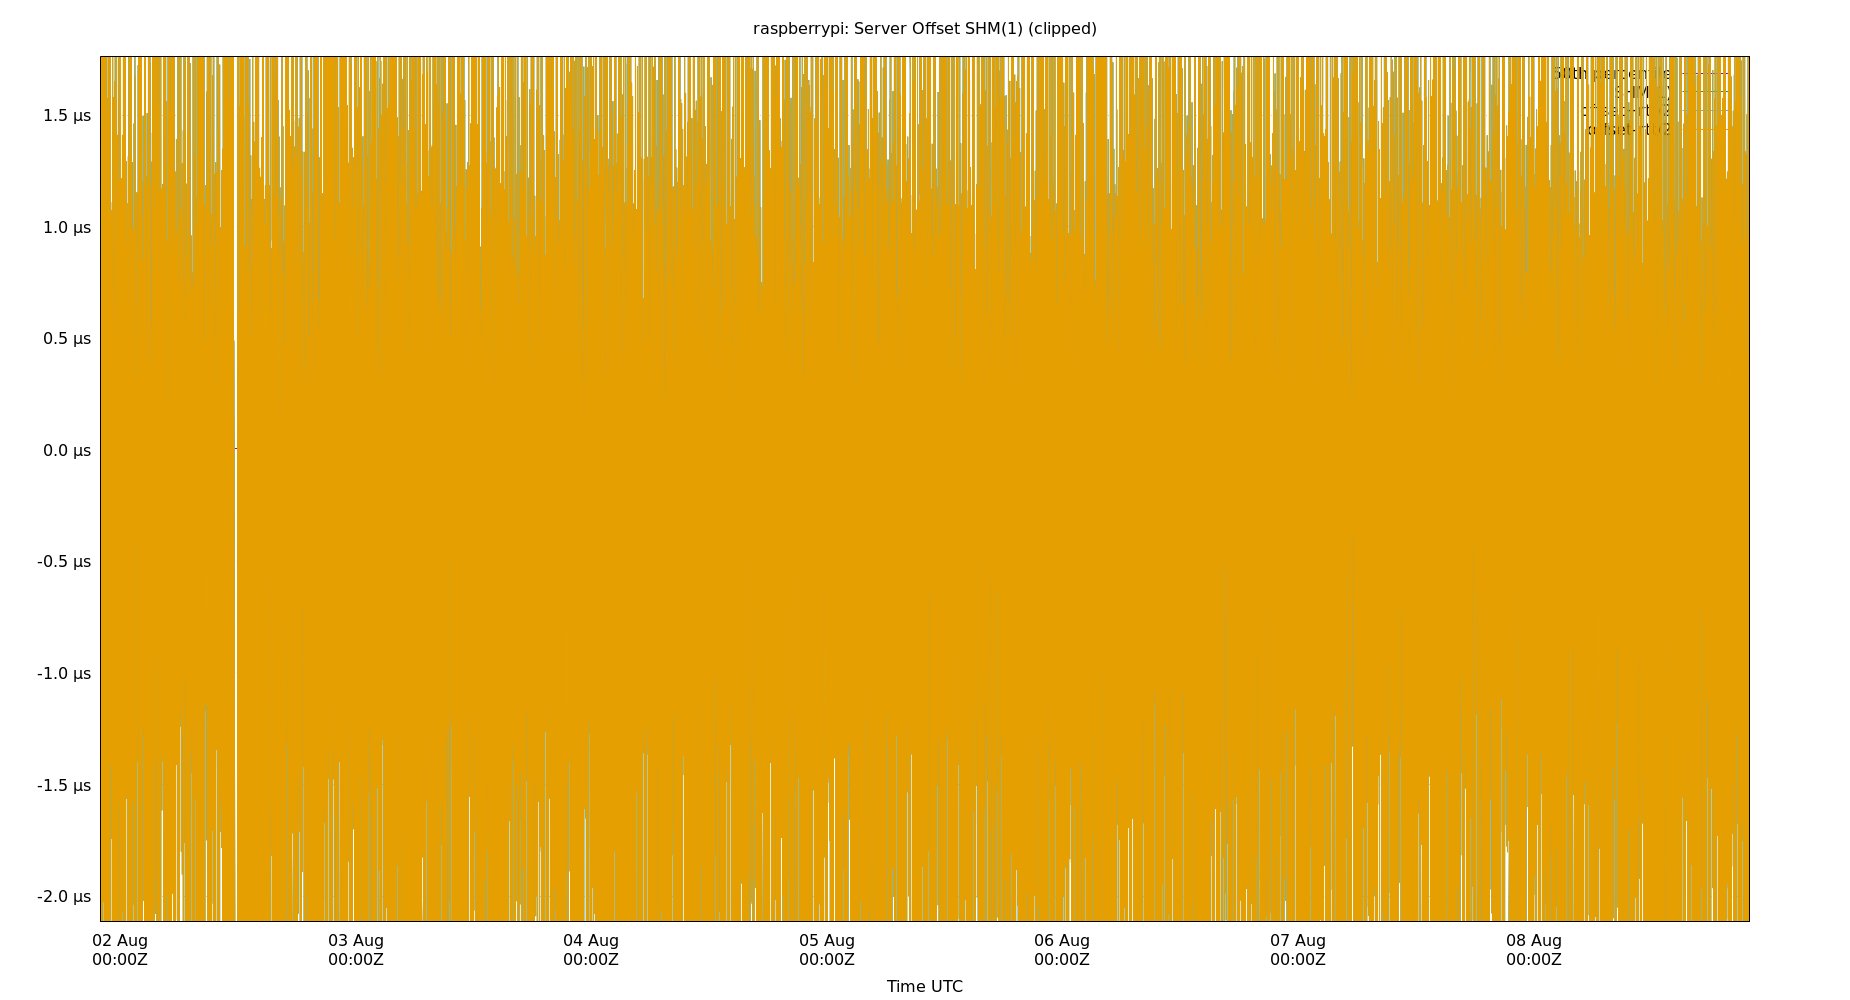 raspberrypi: Server Offset SHM(1) (clipped)
1.5 µs
1.0 µs
0.5 µs
0.0 µs
-0.5 µs
-1.0 µs
-1.5 µs
-2.0 µs
02 Aug 03 Aug 04 Aug 05 Aug 06 Aug 07 Aug 08 Aug
00:00Z 00:00Z 00:00Z 00:00Z 00:00Z 00:00Z 00:00Z
Time UTC